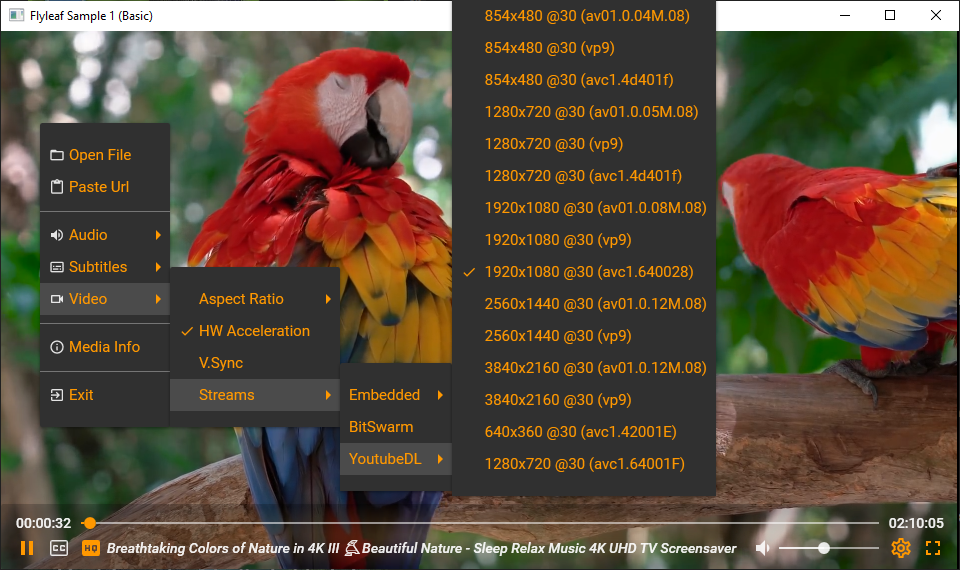 Flyleaf Sample 1 (Basic)
Open File
Paste Url
Audio
Subtitles
Video
Media Info
Exit
Aspect Ratio
HW Acceleration
V.Sync
Streams
Embedded
BitSwarm
YoutubeDL
854x480 @30 (av01.0.04M.08)
854x480 @30 (vp9)
854x480 @30 (avc1.4d401f)
1280x720 @30 (av01.0.05M.08)
1280x720 @30 (vp9)
1280x720 @30 (avc1.4d401f)
1920x1080 @30 (av01.0.08M.08)
1920x1080 @30 (vp9)
1920x1080 @30 (avc1.640028)
2560x1440 @30 (av01.0.12M.08)
2560x1440 @30 (vp9)
3840x2160 @30 (av01.0.12M.08)
3840x2160 @30 (vp9)
640x360 @30 (avc1.42001E)
1280x720 @30 (avc1.64001F)
00:00:32
02:10:05
CC
HQ
Breathtaking Colors of Nature in 4K III 🐦Beautiful Nature - Sleep Relax Music 4K UHD TV Screensaver